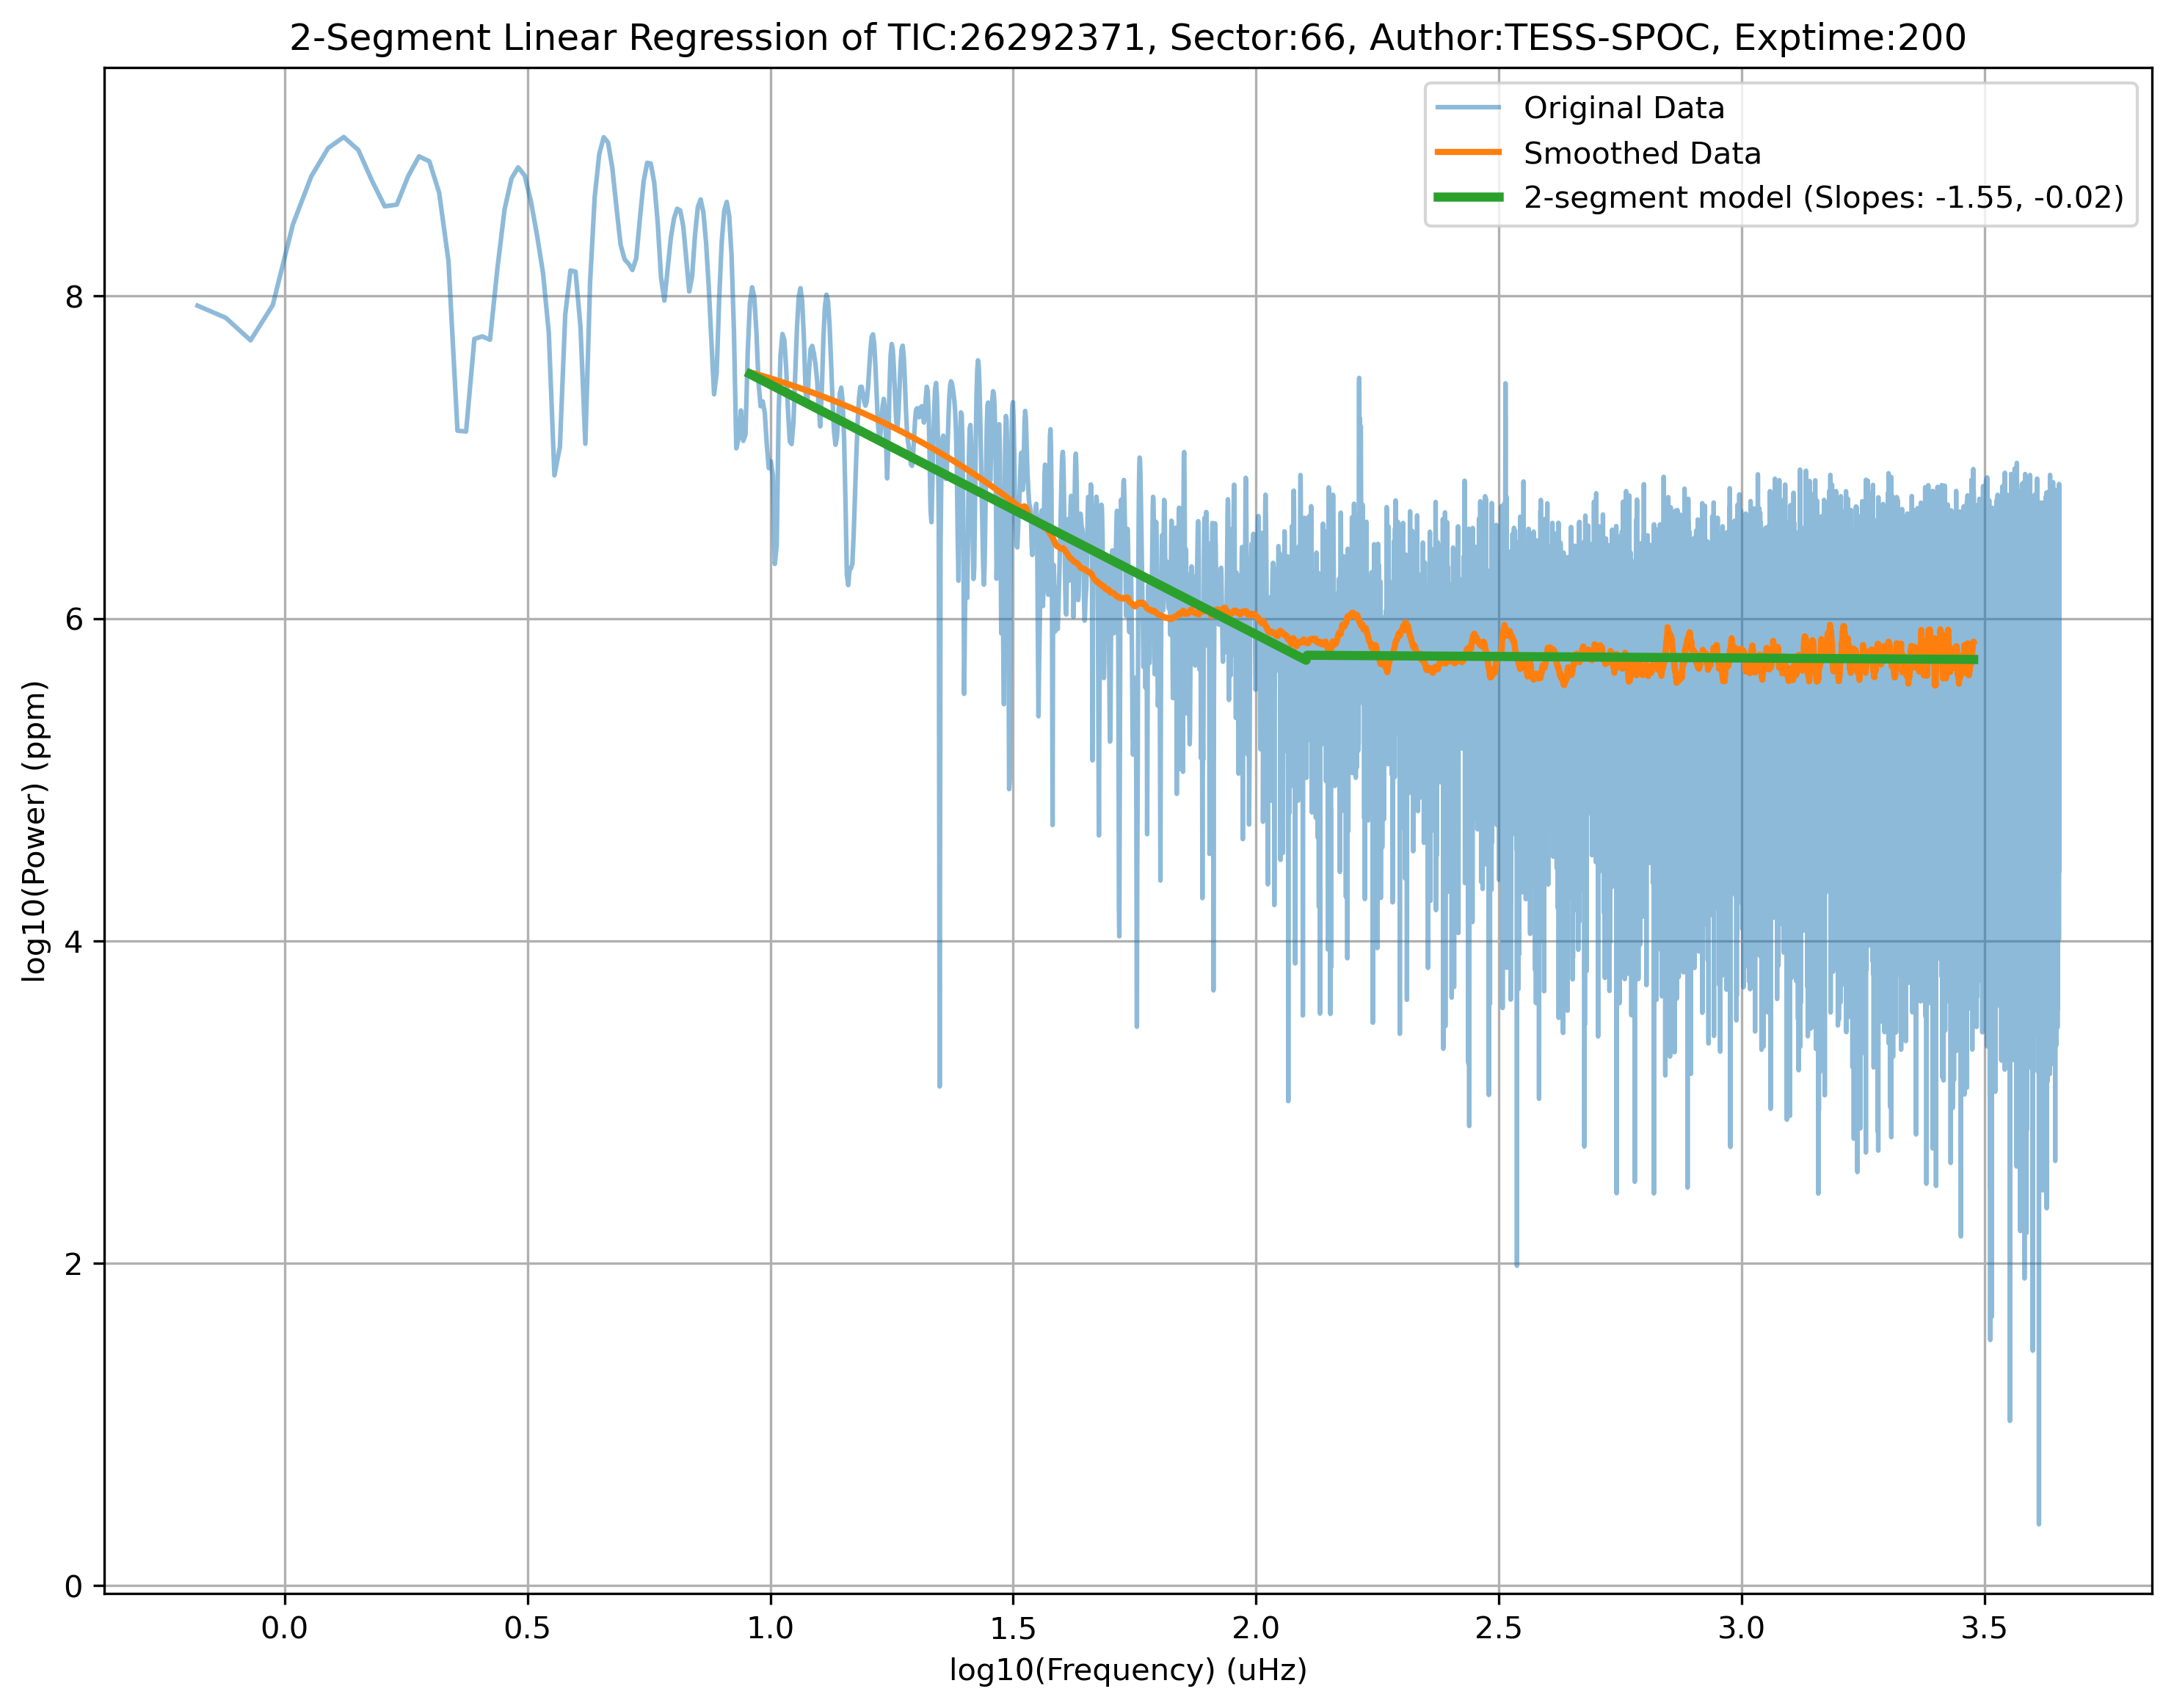 2-Segment Linear Regression of TIC:26292371, Sector:66, Author:TESS-SPOC, Exptime:200
Original Data
Smoothed Data
2-segment model (Slopes: -1.55, -0.02)
log10(Power) (ppm)
8
6
4
2
0
0.0 0.5 1.0 1.5 2.0 2.5 3.0 3.5
log10(Frequency) (uHz)